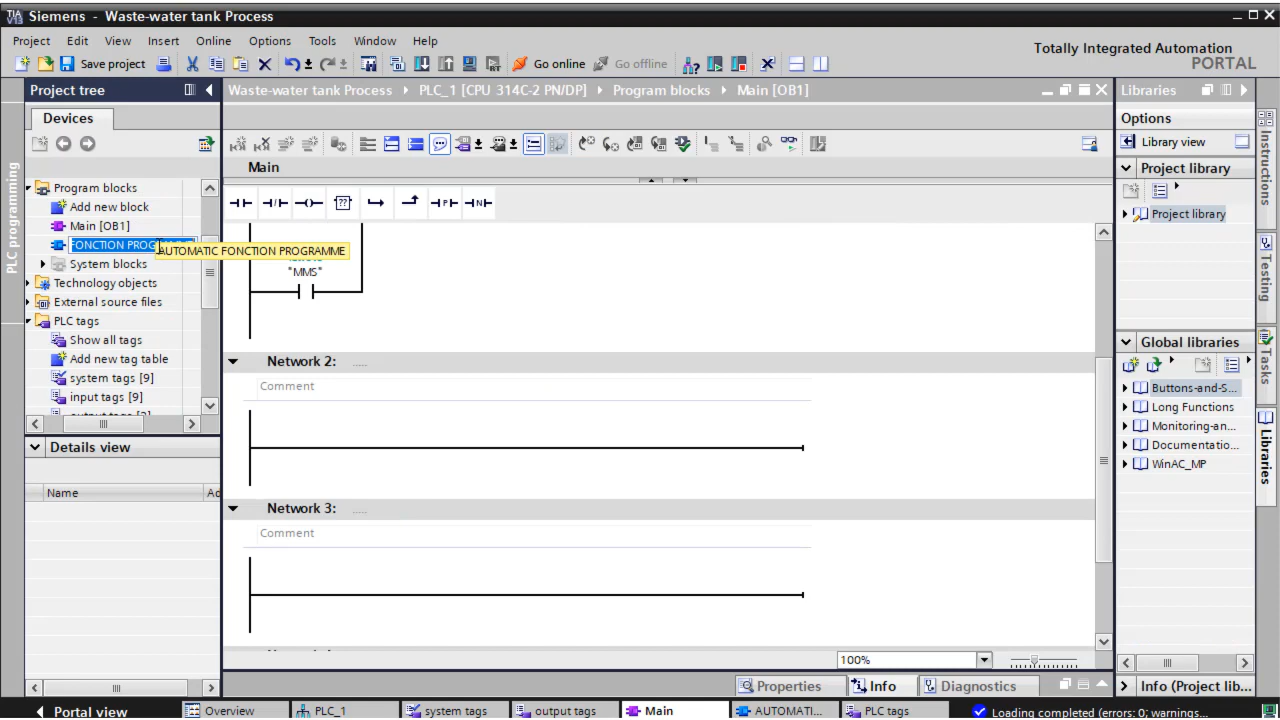 TIA V13 Siemens - Waste-water tank Process
Project Edit View Insert Online Options Tools Window Help
Totally Integrated Automation
PORTAL
Save project Go online Go offline
Project tree
Waste-water tank Process PLC_1 [CPU 314C-2 PN/DP] Program blocks Main [OB1]
Libraries
Devices
Options
Library view
Main
Project library
Project library
Program blocks
Add new block
Main [OB1]
FONCTION PROG
AUTOMATIC FONCTION PROGRAMME
System blocks
Technology objects
External source files
PLC tags
Show all tags
Add new tag table
system tags [9]
input tags [9]
"MMS"
Network 2: .....
Comment
Network 3: .....
Comment
100%
Global libraries
Buttons-and-S...
Long Functions
Monitoring-an...
Documentatio...
WinAC_MP
Details view
Name Ad
PLC programming
Instructions
Testing
Tasks
Libraries
Properties Info Diagnostics
Info (Project lib...
Portal view Overview PLC_1 system tags output tags Main AUTOMATI... PLC tags Loading completed (errors: 0; warnings...